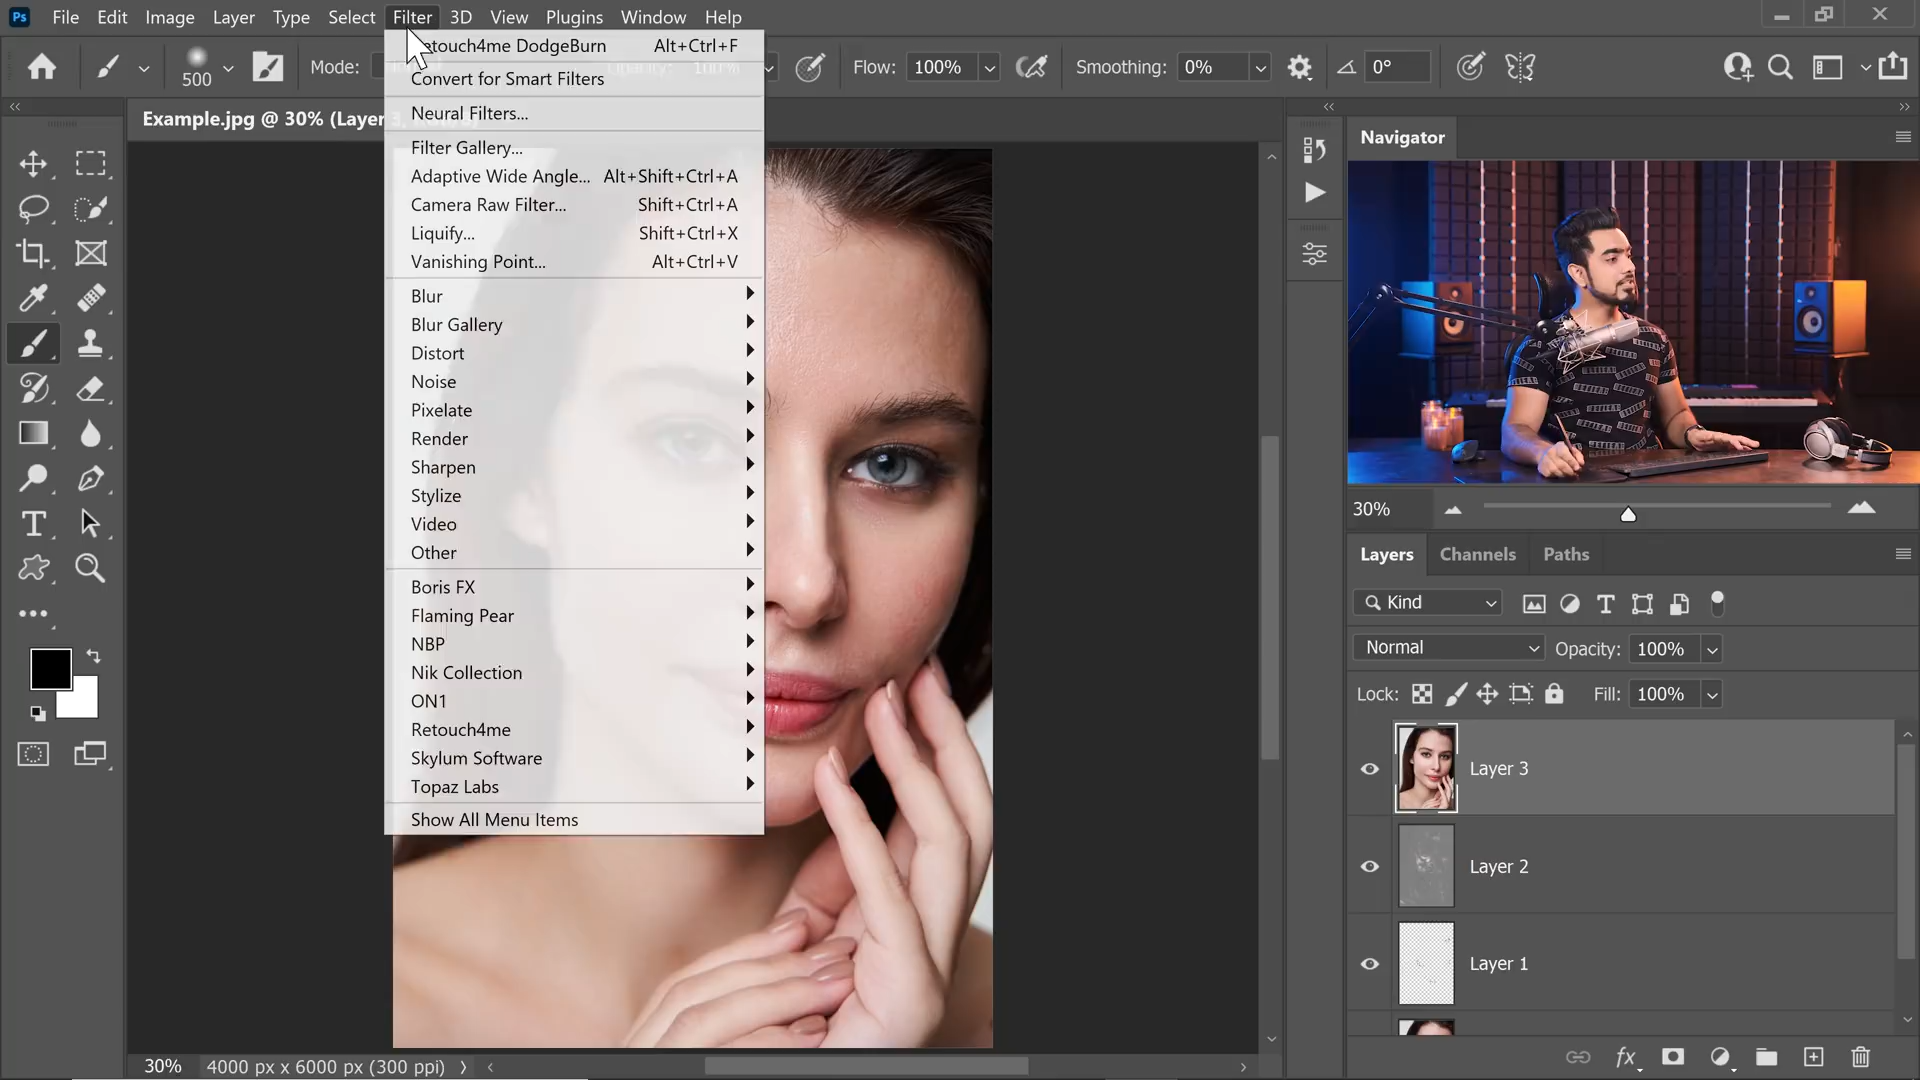 Ps File Edit Image Layer Type Select Filter 3D View Plugins Window Help
500 Mode: Opacity: 100% Flow: 100% Smoothing: 0% 0°
Example.jpg @ 30% (Layer
etouch4me DodgeBurn Alt+Ctrl+F
Convert for Smart Filters
Neural Filters...
Filter Gallery...
Adaptive Wide Angle... Alt+Shift+Ctrl+A
Camera Raw Filter... Shift+Ctrl+A
Liquify... Shift+Ctrl+X
Vanishing Point... Alt+Ctrl+V
Blur
Blur Gallery
Distort
Noise
Pixelate
Render
Sharpen
Stylize
Video
Other
Boris FX
Flaming Pear
NBP
Nik Collection
ON1
Retouch4me
Skylum Software
Topaz Labs
Show All Menu Items
30% 4000 px x 6000 px (300 ppi)
Navigator
30%
Layers Channels Paths
Kind
Normal Opacity: 100%
Lock: Fill: 100%
Layer 3
Layer 2
Layer 1
fx